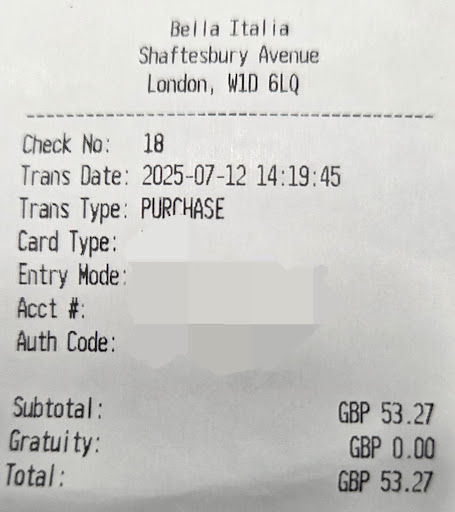 Bella Italia
Shaftesbury Avenue
London, W1D 6LQ
Check No: 18
Trans Date: 2025-07-12 14:19:45
Trans Type: PURCHASE
Card Type:
Entry Mode:
Acct #:
Auth Code:
Subtotal: GBP 53.27
Gratuity: GBP 0.00
Total: GBP 53.27